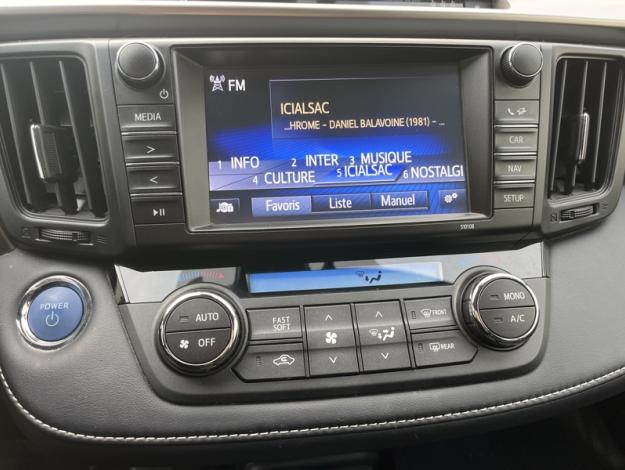 FM
ICIALSAC
...HROME - DANIEL BALAVOINE (1981) - ...
1 INFO 2 INTER 3 MUSIQUE
4 CULTURE 5 ICIALSAC 6 NOSTALGI
Favoris Liste Manuel
MEDIA
>
<
CAR
NAV
SETUP
510108
POWER
AUTO
OFF
FAST
SOFT
FRONT
REAR
MONO
A/C